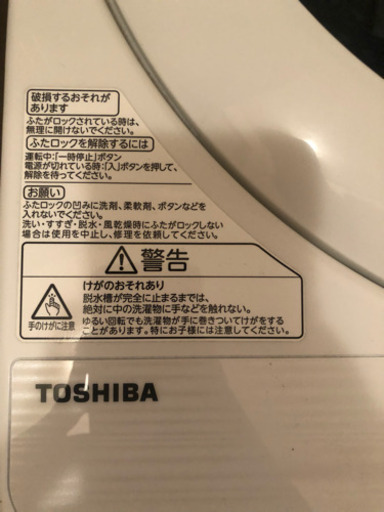 破損するおそれが
あります
ふたがロックされている時は、
無理に開けないでください。
ふたロックを解除するには
運転中:「一時停止」ボタン
電源が切れている時:「入」ボタンを押して、
解除を待ってください。
お願い
ふたロックの凹みに洗剤、柔軟剤、ボタンなどを
入れないでください。
洗い・すすぎ・脱水・風乾燥時にふたがロックしない
場合は使用を中止し、修理を依頼してください。
警告
けがのおそれあり
脱水槽が完全に止まるまでは、
絶対に中の洗濯物に手などを触れない。
ゆるい回転でも洗濯物が手に巻きついてけがをする
ことがあります。特にお子様には注意してください。
手のけがに注意
TOSHIBA